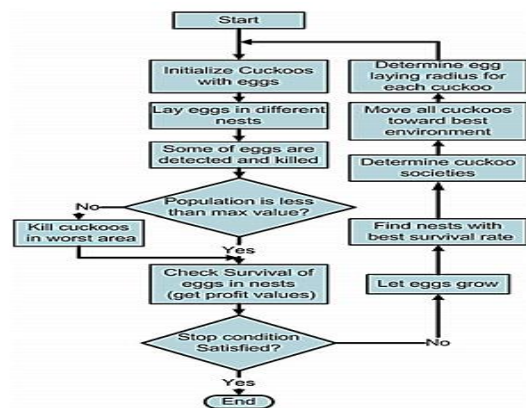 Start
Initialize Cuckoos
with eggs
Lay eggs in different
nests
Some of eggs are
detected and killed
Population is less
than max value?
No
Kill cuckoos
in worst area
Yes
Check Survival of
eggs in nests
(get profit values)
Stop condition
Satisfied?
Yes
End
No
Let eggs grow
Find nests with
best survival rate
Determine cuckoo
societies
Move all cuckoos
toward best
environment
Determine egg
laying radius for
each cuckoo